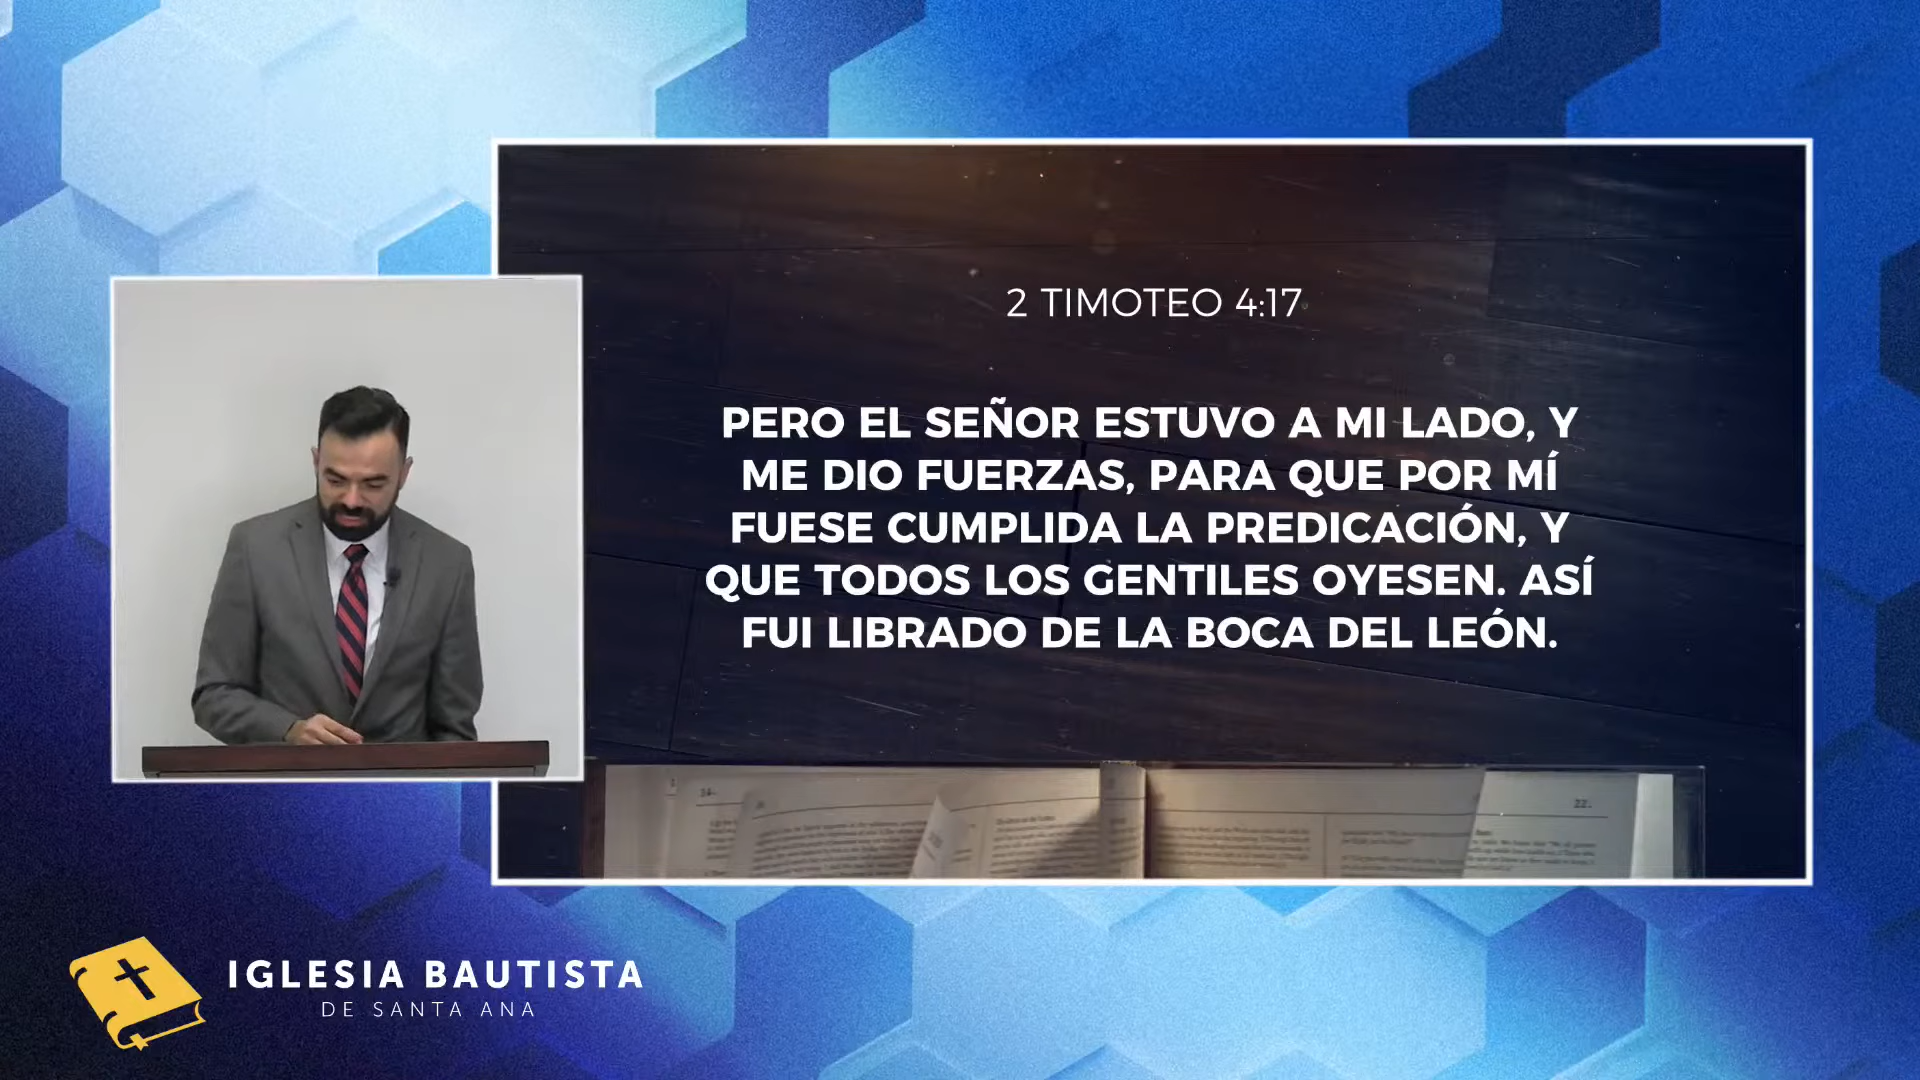 2 TIMOTEO 4:17
PERO EL SEÑOR ESTUVO A MI LADO, Y
ME DIO FUERZAS, PARA QUE POR MÍ
FUESE CUMPLIDA LA PREDICACIÓN, Y
QUE TODOS LOS GENTILES OYESEN. ASÍ
FUI LIBRADO DE LA BOCA DEL LEÓN.
IGLESIA BAUTISTA
DE SANTA ANA